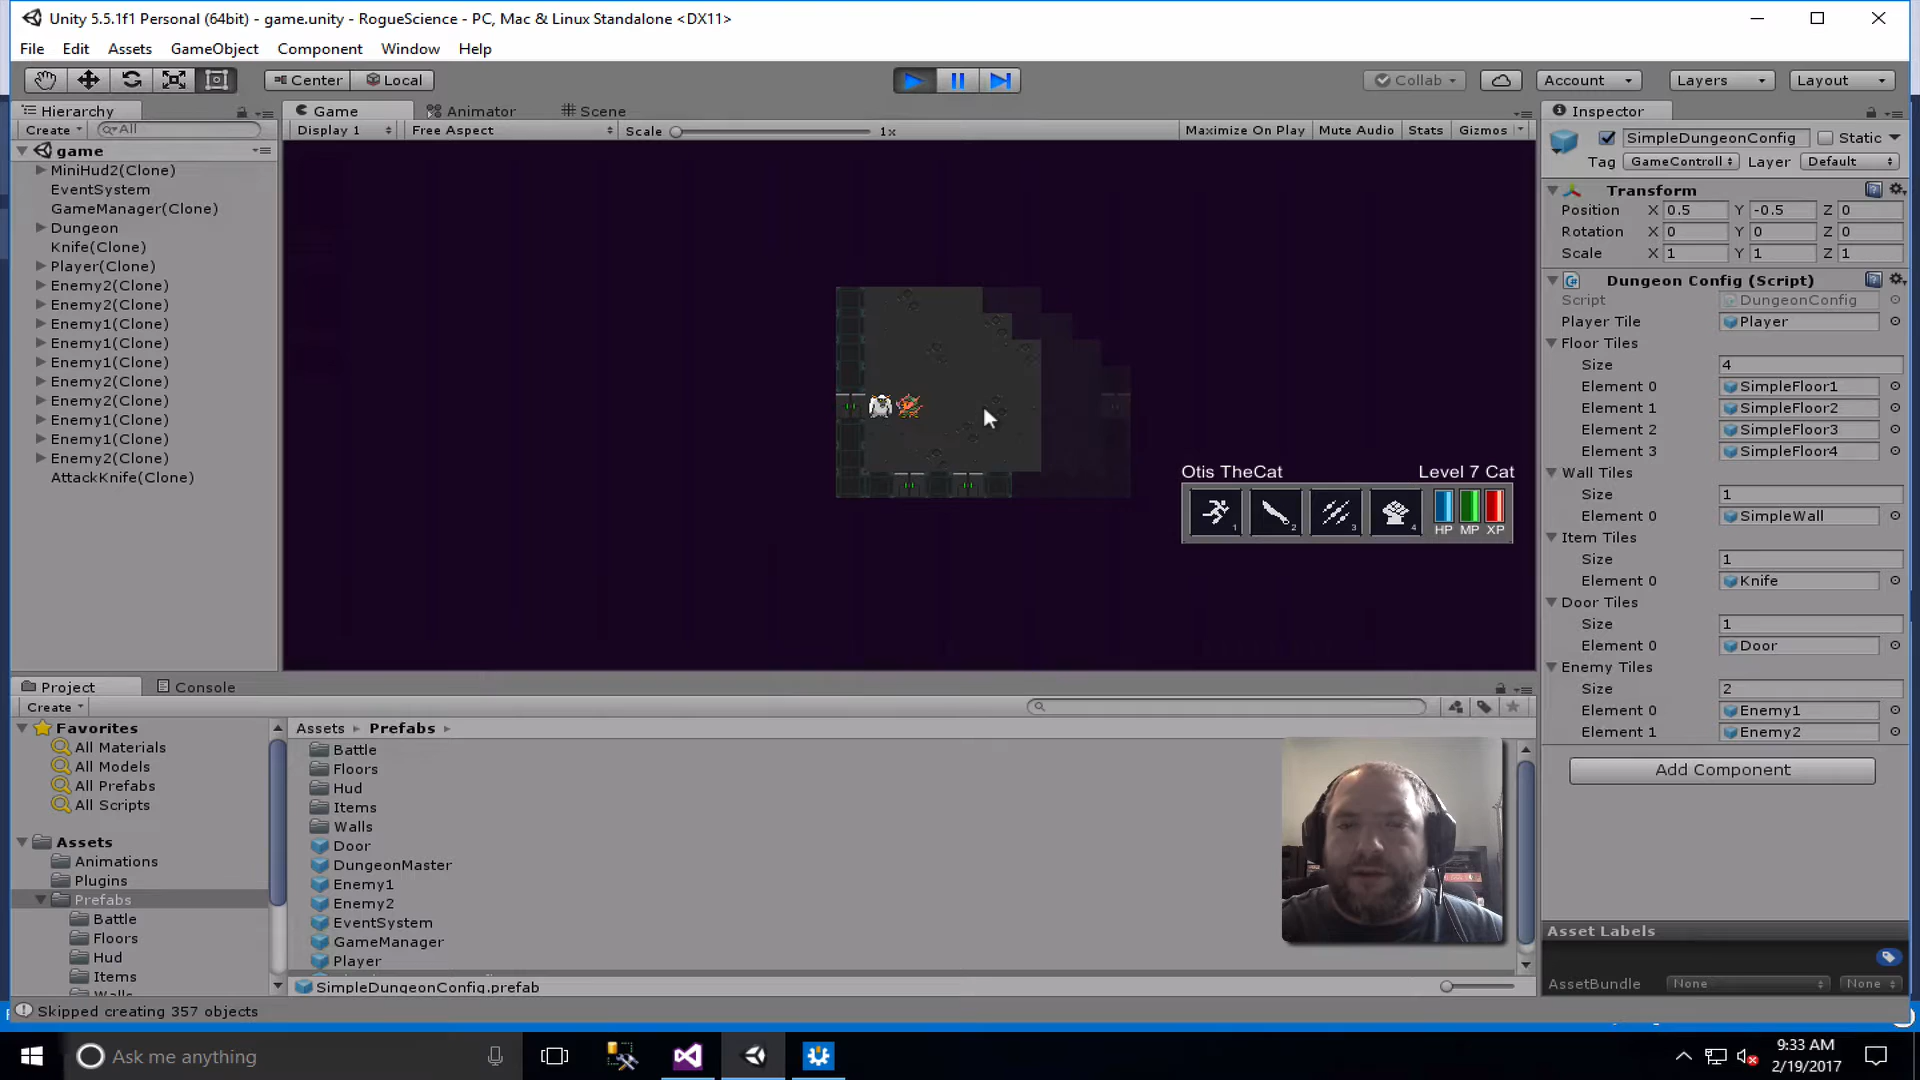 Unity 5.5.1f1 Personal (64bit) - game.unity - RogueScience - PC, Mac & Linux Standalone <DX11>
File Edit Assets GameObject Component Window Help
Center Local Collab Account Layers Layout
Hierarchy
Create All
game
MiniHud2(Clone)
EventSystem
GameManager(Clone)
Dungeon
Knife(Clone)
Player(Clone)
Enemy2(Clone)
Enemy2(Clone)
Enemy1(Clone)
Enemy1(Clone)
Enemy1(Clone)
Enemy2(Clone)
Enemy2(Clone)
Enemy1(Clone)
Enemy1(Clone)
Enemy2(Clone)
AttackKnife(Clone)
Game Animator Scene
Display 1 Free Aspect Scale 1x Maximize On Play Mute Audio Stats Gizmos
Otis TheCat Level 7 Cat
1 2 3 4 HP MP XP
Inspector
SimpleDungeonConfig Static
Tag GameControll Layer Default
Transform
Position X 0.5 Y -0.5 Z 0
Rotation X 0 Y 0 Z 0
Scale X 1 Y 1 Z 1
Dungeon Config (Script)
Script DungeonConfig
Player Tile Player
Floor Tiles
Size 4
Element 0 SimpleFloor1
Element 1 SimpleFloor2
Element 2 SimpleFloor3
Element 3 SimpleFloor4
Wall Tiles
Size 1
Element 0 SimpleWall
Item Tiles
Size 1
Element 0 Knife
Door Tiles
Size 1
Element 0 Door
Enemy Tiles
Size 2
Element 0 Enemy1
Element 1 Enemy2
Add Component
Asset Labels
AssetBundle None None
Project Console
Create
Favorites
All Materials
All Models
All Prefabs
All Scripts
Assets
Animations
Plugins
Prefabs
Battle
Floors
Hud
Items
Walls
Assets Prefabs
Battle
Floors
Hud
Items
Walls
Door
DungeonMaster
Enemy1
Enemy2
EventSystem
GameManager
Player
SimpleDungeonConfig.prefab
Skipped creating 357 objects
Ask me anything
9:33 AM
2/19/2017